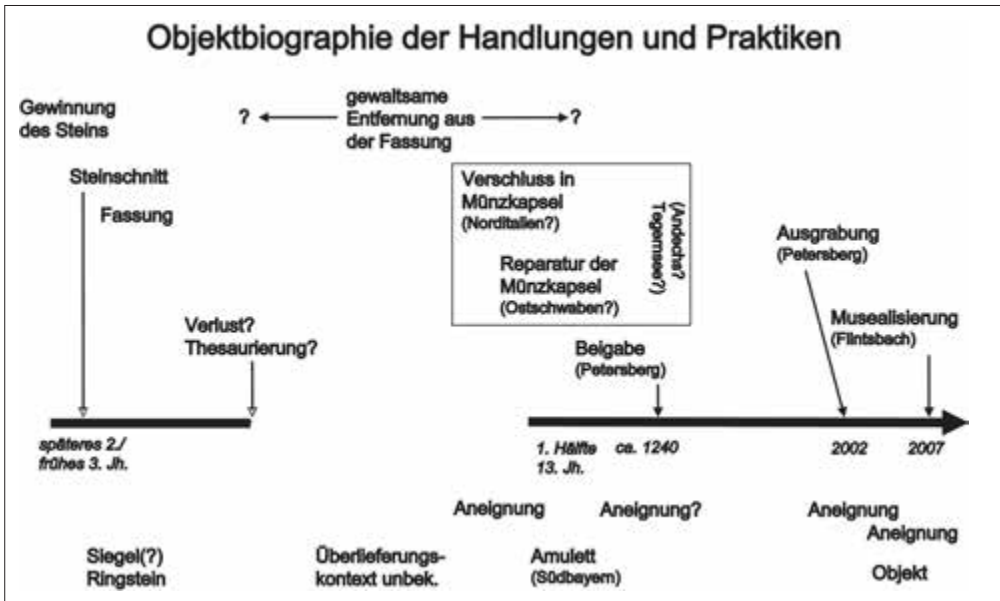 Objektbiographie der Handlungen und Praktiken
Gewinnung
des Steins
?
gewaltsame
Entfernung aus
der Fassung
?
Steinschnitt
Fassung
Verlust?
Thesaurierung?
Verschluss in
Münzkapsel
(Norditalien?)
Reparatur der
Münzkapsel
(Ostschwaben?)
(Andechs?
Tegernsee?)
Beigabe
(Petersberg)
Ausgrabung
(Petersberg)
Musealisierung
(Flintsbach)
späteres 2./
frühes 3. Jh.
1. Hälfte
13. Jh.
ca. 1240
2002
2007
Aneignung
Aneignung?
Aneignung
Aneignung
Siegel(?)
Ringstein
Überlieferungs-
kontext unbek.
Amulett
(Südbayern)
Objekt